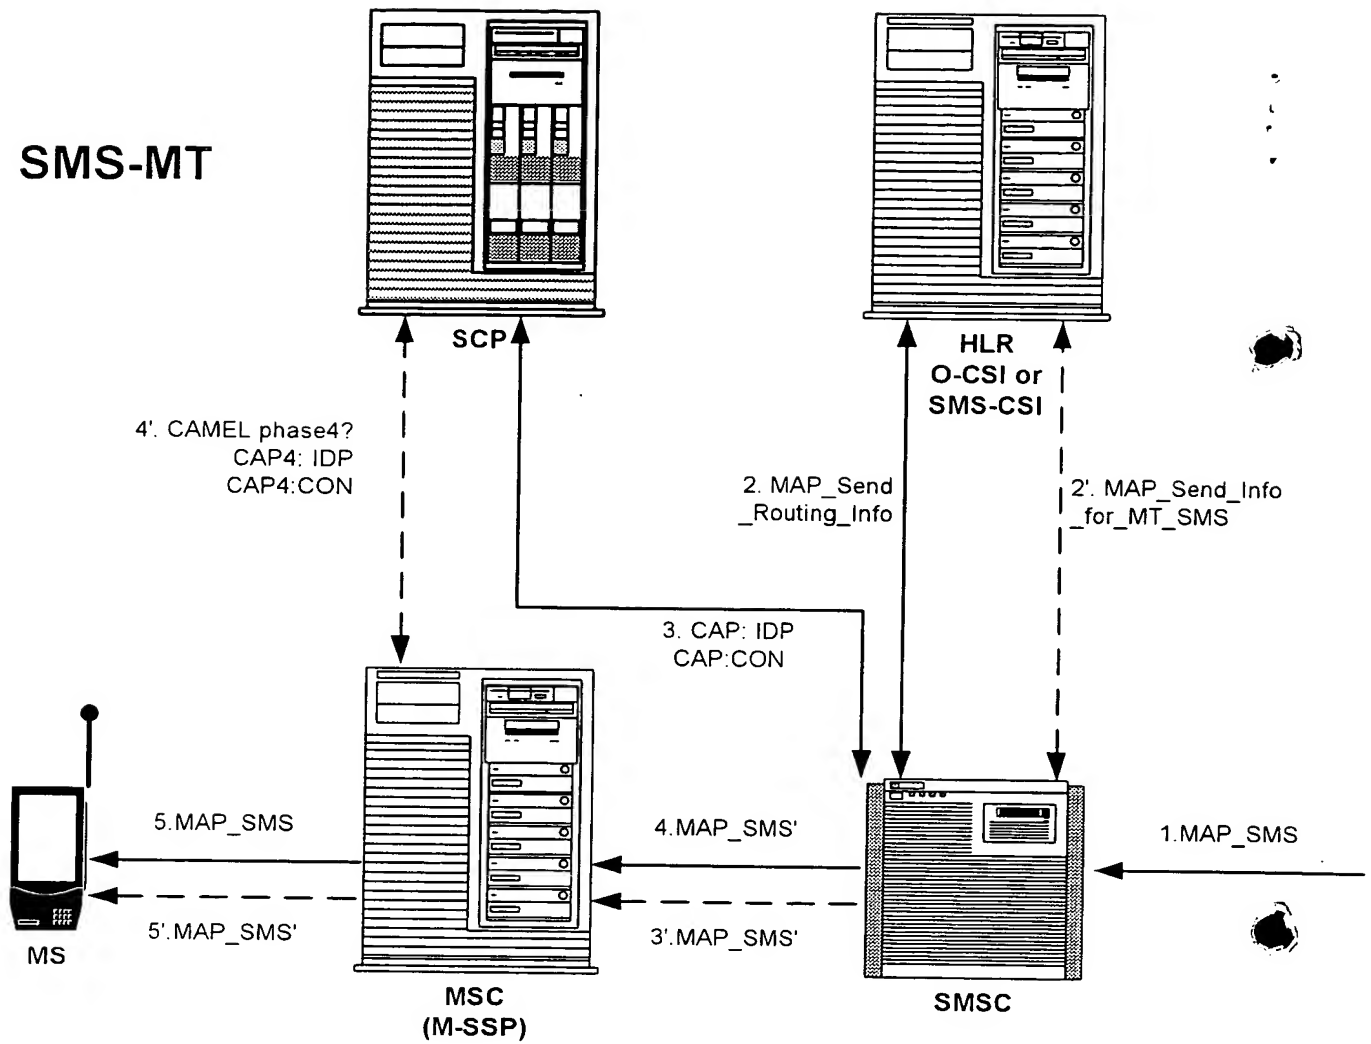 SMS-MT
SCP
HLR
O-CSI or
SMS-CSI
4'. CAMEL phase4?
CAP4: IDP
CAP4:CON
2. MAP_Send
_Routing_Info
2'. MAP_Send_Info
_for_MT_SMS
3. CAP: IDP
CAP:CON
5.MAP_SMS
4.MAP_SMS'
1.MAP_SMS
5'.MAP_SMS'
3'.MAP_SMS'
MS
MSC
(M-SSP)
SMSC